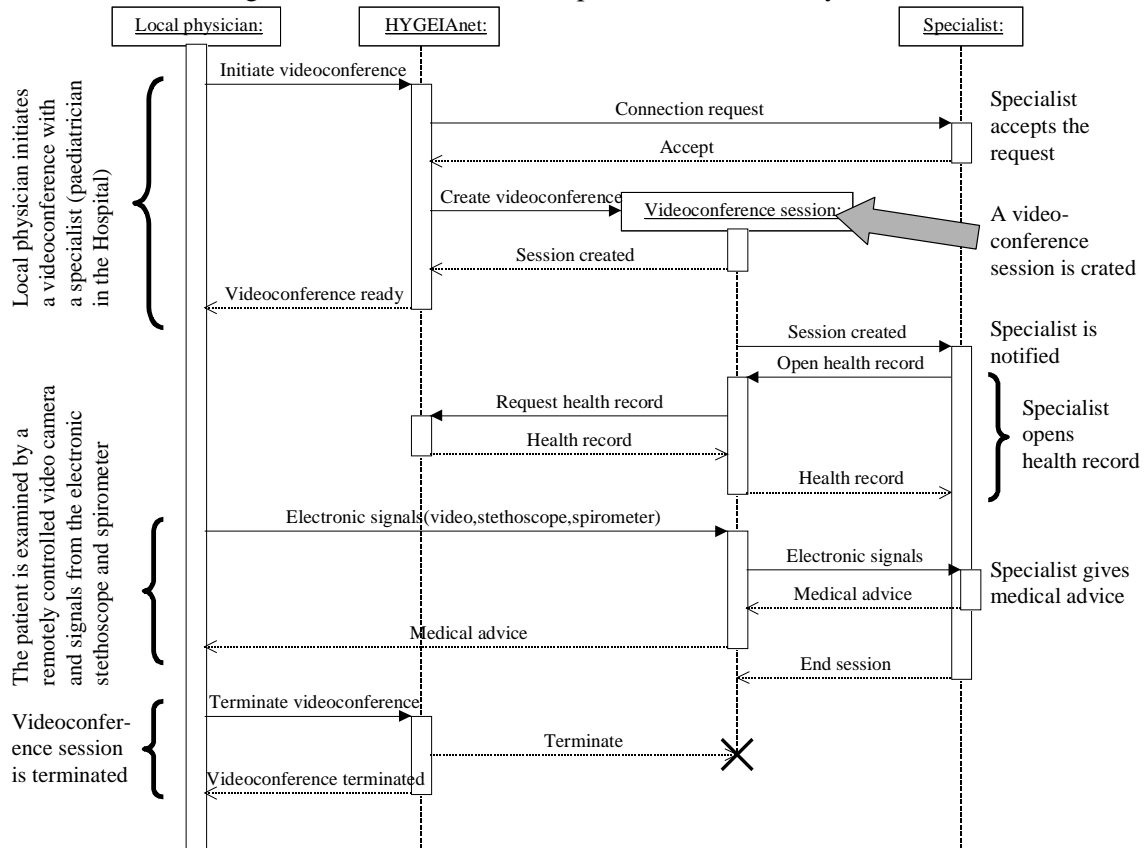 Local physician:
HYGEIAnet:
Specialist:
Initiate videoconference
Local physician initiates
a videoconference with
a specialist (paediatrician
in the Hospital)
Connection request
Specialist
accepts the
request
Accept
Create videoconference
Videoconference session:
A video-
conference
session is crated
Session created
Videoconference ready
Session created
Specialist is
notified
Open health record
Request health record
Specialist
opens
health record
Health record
Health record
The patient is examined by a
remotely controlled video camera
and signals from the electronic
stethoscope and spirometer
Electronic signals(video,stethoscope,spirometer)
Electronic signals
Specialist gives
medical advice
Medical advice
Medical advice
End session
Terminate videoconference
Videoconfer-
ence session
is terminated
Terminate
Videoconference terminated